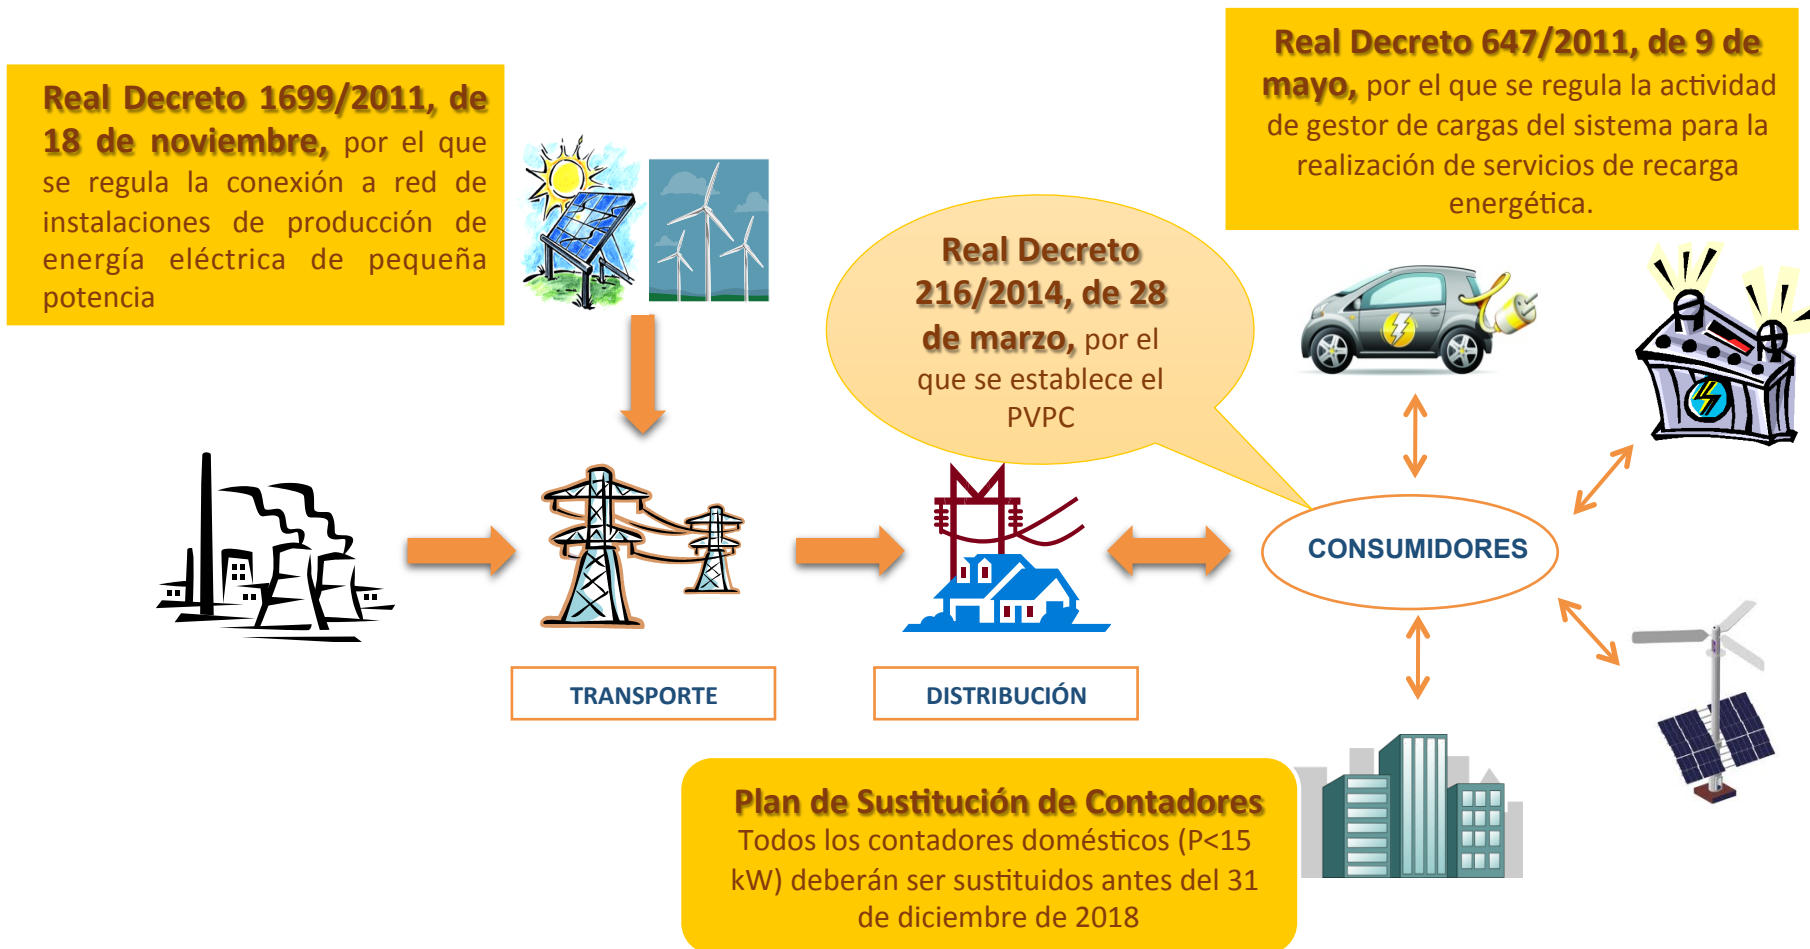 Real Decreto 1699/2011, de
18 de noviembre, por el que
se regula la conexión a red de
instalaciones de producción de
energía eléctrica de pequeña
potencia
Real Decreto 647/2011, de 9 de
mayo, por el que se regula la actividad
de gestor de cargas del sistema para la
realización de servicios de recarga
energética.
Real Decreto
216/2014, de 28
de marzo, por el
que se establece el
PVPC
CONSUMIDORES
TRANSPORTE
DISTRIBUCIÓN
Plan de Sustitución de Contadores
Todos los contadores domésticos (P<15
kW) deberán ser sustituidos antes del 31
de diciembre de 2018